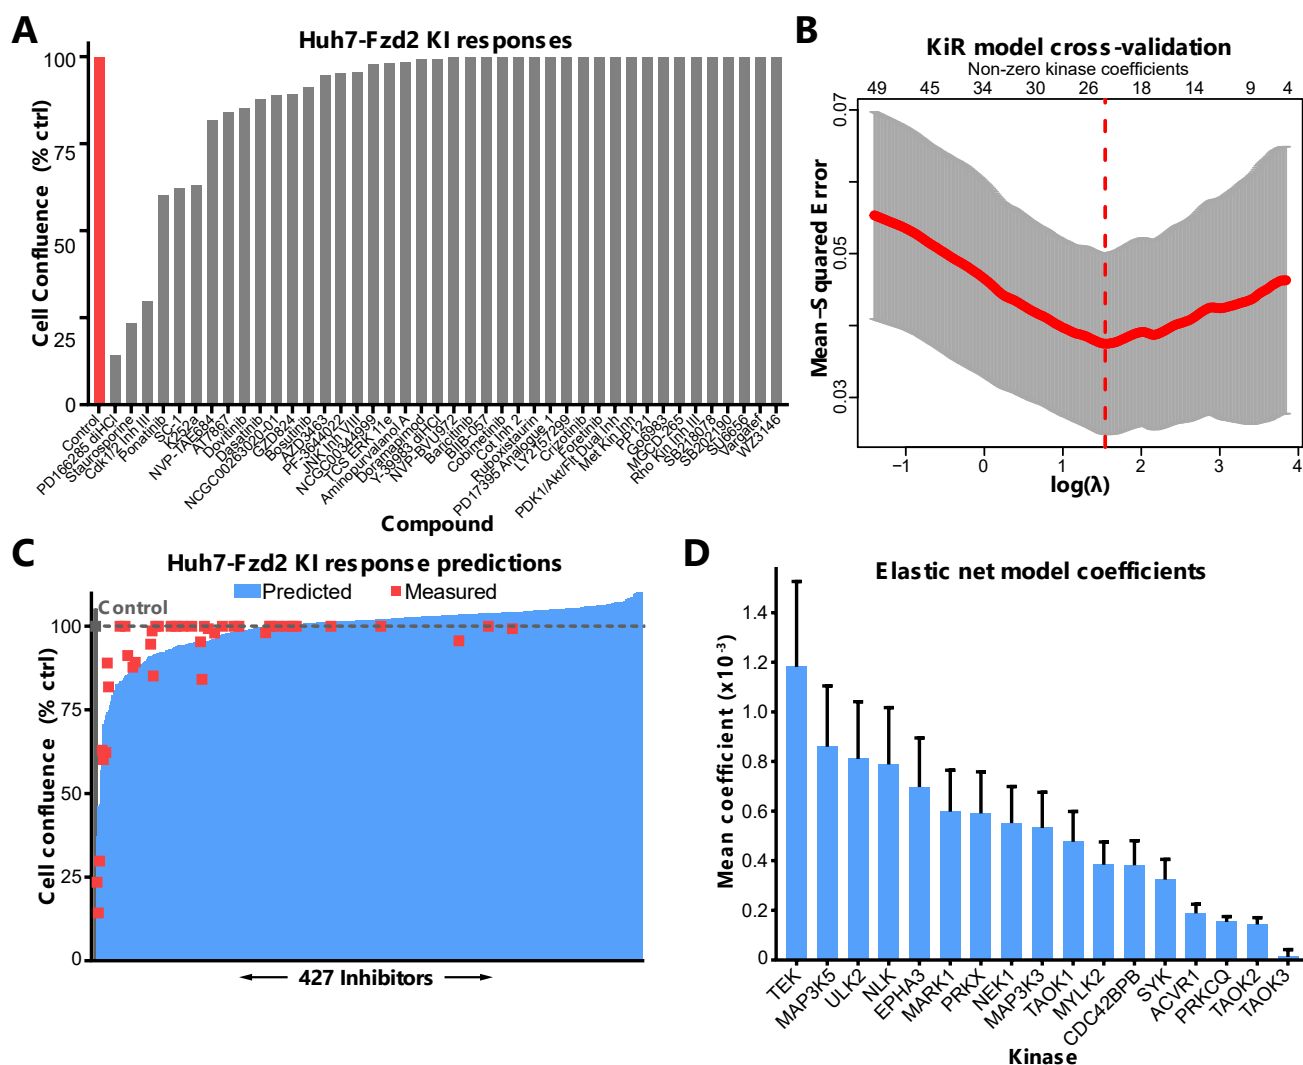 A
Huh7-Fzd2 KI responses
Cell Confluence (% ctrl)
100
75
50
25
0
Control
PD166285 diHCl
Staurosporine
Cdk1/2 Inh III
Ponatinib
SC-1
K252a
NVP-TAE684
AT7867
Dovitinib
Dasatinib
GZD824
Bosutinib
AZD3463
PF-3644022
JNK Inh VIII
NCGC00344999
TCS ERK 11e
Aminopurvalanol A
Doramapimod
Y-39983 diHCl
NVP-BVU972
Baricitinib
BIIB-057
Cobimetinib
Cot Inh 2
Ruboxistaurin
PD17395 Analogue 1
LY2157299
Crizotinib
Foretinib
PDK1/Akt/Flt Dual Inh
Met Kin Inh
PP121
Go6983
MGCD-265
Rho Kin Inh III
SB218078
SB202190
SU6656
Vargatef
WZ3146
Compound
B
KiR model cross-validation
Non-zero kinase coefficients
49 45 34 30 26 18 14 9 4
Mean-Squared Error
0.07
0.05
0.03
−1 0 1 2 3 4
log(λ)
C
Huh7-Fzd2 KI response predictions
Predicted Measured
Control
Cell confluence (% ctrl)
100
75
50
25
0
427 Inhibitors
D
Elastic net model coefficients
Mean coefficient (x10⁻³)
1.4
1.2
1.0
0.8
0.6
0.4
0.2
0
TEK
MAP3K5
ULK2
NLK
EPHA3
MARK1
PRKX
NEK1
MAP3K3
TAOK1
MYLK2
CDC42BPB
SYK
ACVR1
PRKCQ
TAOK2
TAOK3
Kinase